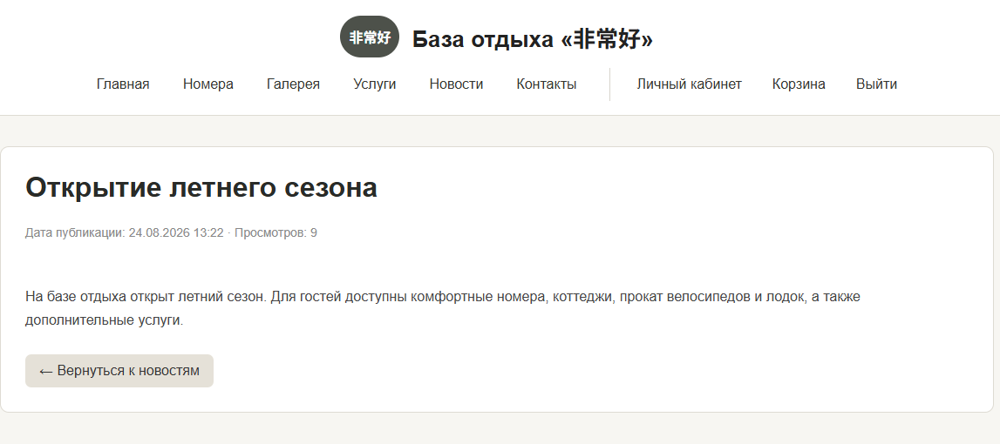 非常好 База отдыха «非常好»
Главная Номера Галерея Услуги Новости Контакты Личный кабинет Корзина Выйти
Открытие летнего сезона
Дата публикации: 24.08.2026 13:22 · Просмотров: 9
На базе отдыха открыт летний сезон. Для гостей доступны комфортные номера, коттеджи, прокат велосипедов и лодок, а также
дополнительные услуги.
← Вернуться к новостям